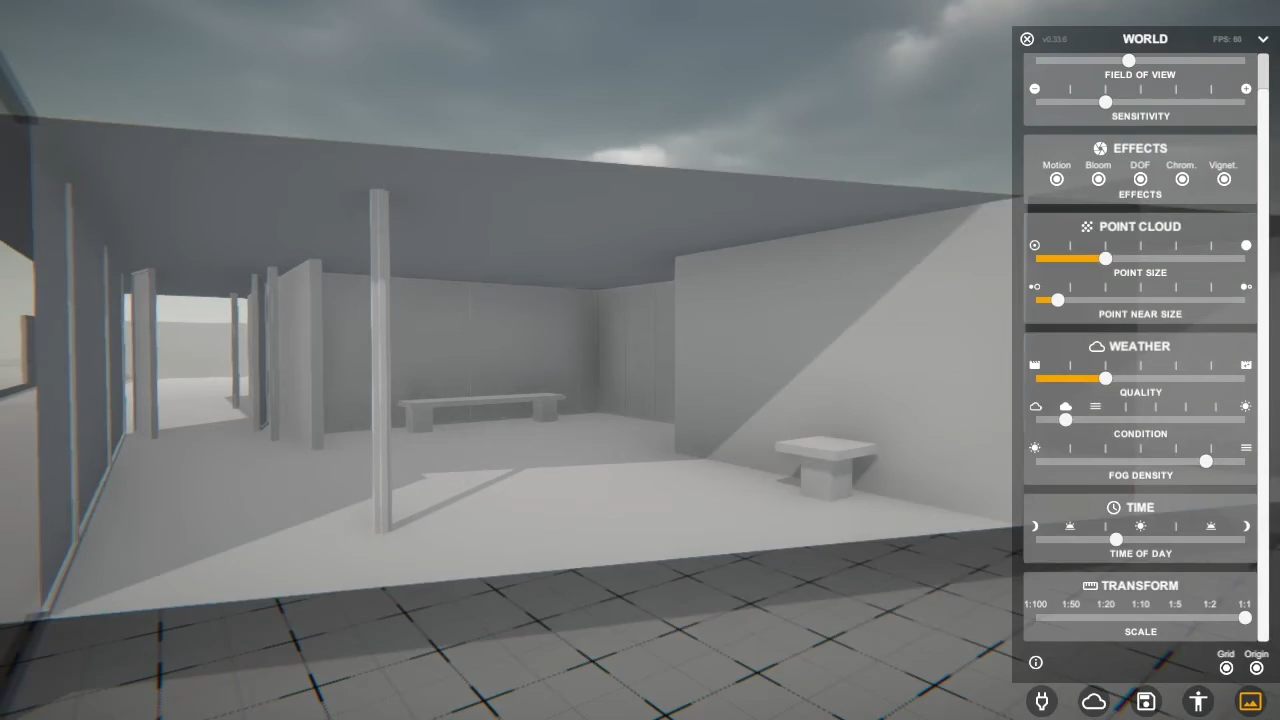 v0.33.6 WORLD FPS: 60
FIELD OF VIEW
SENSITIVITY
EFFECTS
Motion Bloom DOF Chrom. Vignet.
EFFECTS
POINT CLOUD
POINT SIZE
POINT NEAR SIZE
WEATHER
QUALITY
CONDITION
FOG DENSITY
TIME
TIME OF DAY
TRANSFORM
1:100 1:50 1:20 1:10 1:5 1:2 1:1
SCALE
Grid Origin